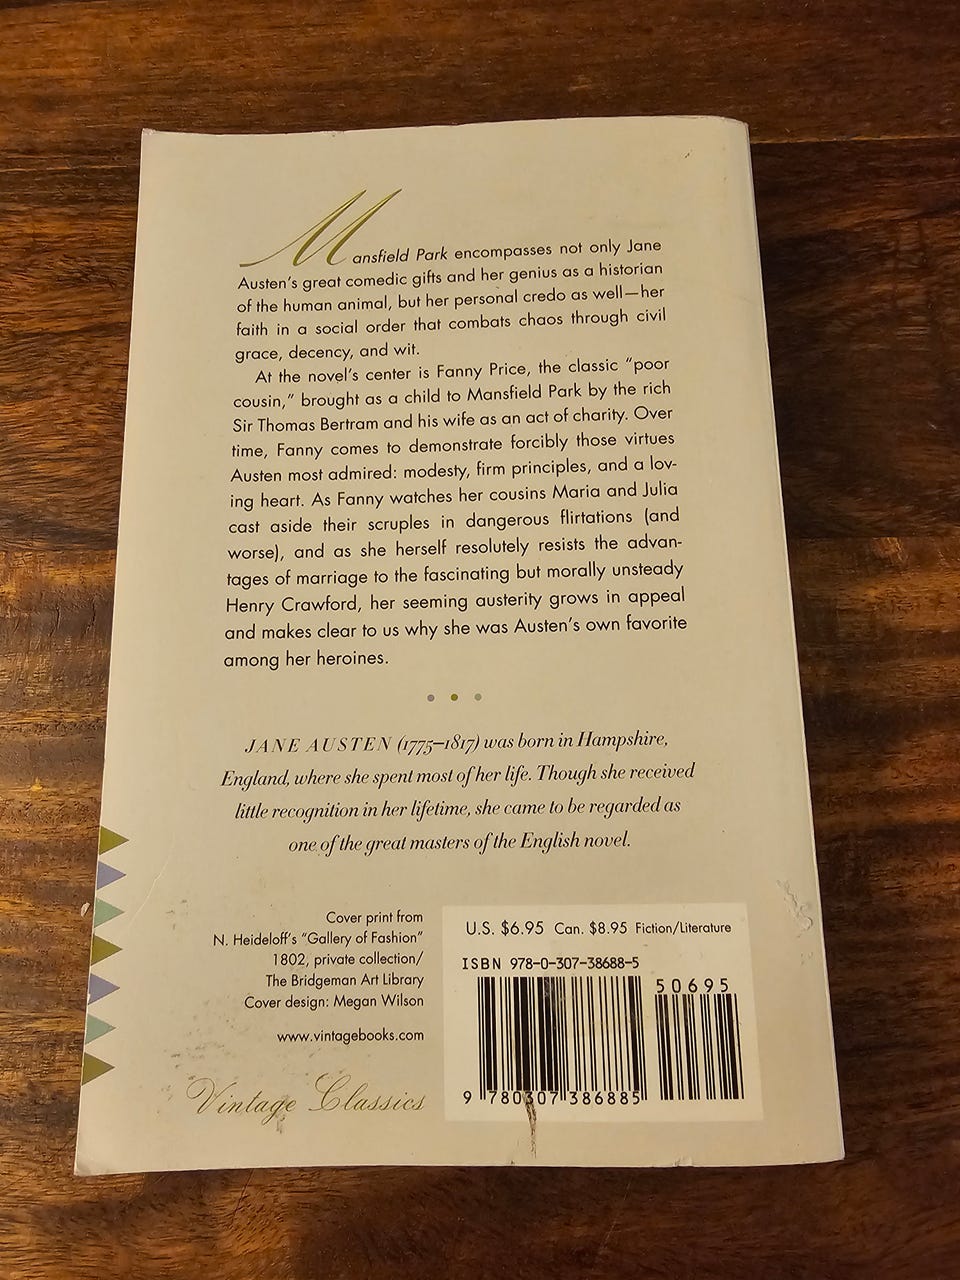 Mansfield Park encompasses not only Jane
Austen's great comedic gifts and her genius as a historian
of the human animal, but her personal credo as well—her
faith in a social order that combats chaos through civil
grace, decency, and wit.
At the novel's center is Fanny Price, the classic "poor
cousin," brought as a child to Mansfield Park by the rich
Sir Thomas Bertram and his wife as an act of charity. Over
time, Fanny comes to demonstrate forcibly those virtues
Austen most admired: modesty, firm principles, and a lov-
ing heart. As Fanny watches her cousins Maria and Julia
cast aside their scruples in dangerous flirtations (and
worse), and as she herself resolutely resists the advan-
tages of marriage to the fascinating but morally unsteady
Henry Crawford, her seeming austerity grows in appeal
and makes clear to us why she was Austen's own favorite
among her heroines.
JANE AUSTEN (1775–1817) was born in Hampshire,
England, where she spent most of her life. Though she received
little recognition in her lifetime, she came to be regarded as
one of the great masters of the English novel.
Cover print from
N. Heideloff's "Gallery of Fashion"
1802, private collection/
The Bridgeman Art Library
Cover design: Megan Wilson
www.vintagebooks.com
Vintage Classics
U.S. $6.95 Can. $8.95 Fiction/Literature
ISBN 978-0-307-38688-5
50695
9 780307 386885